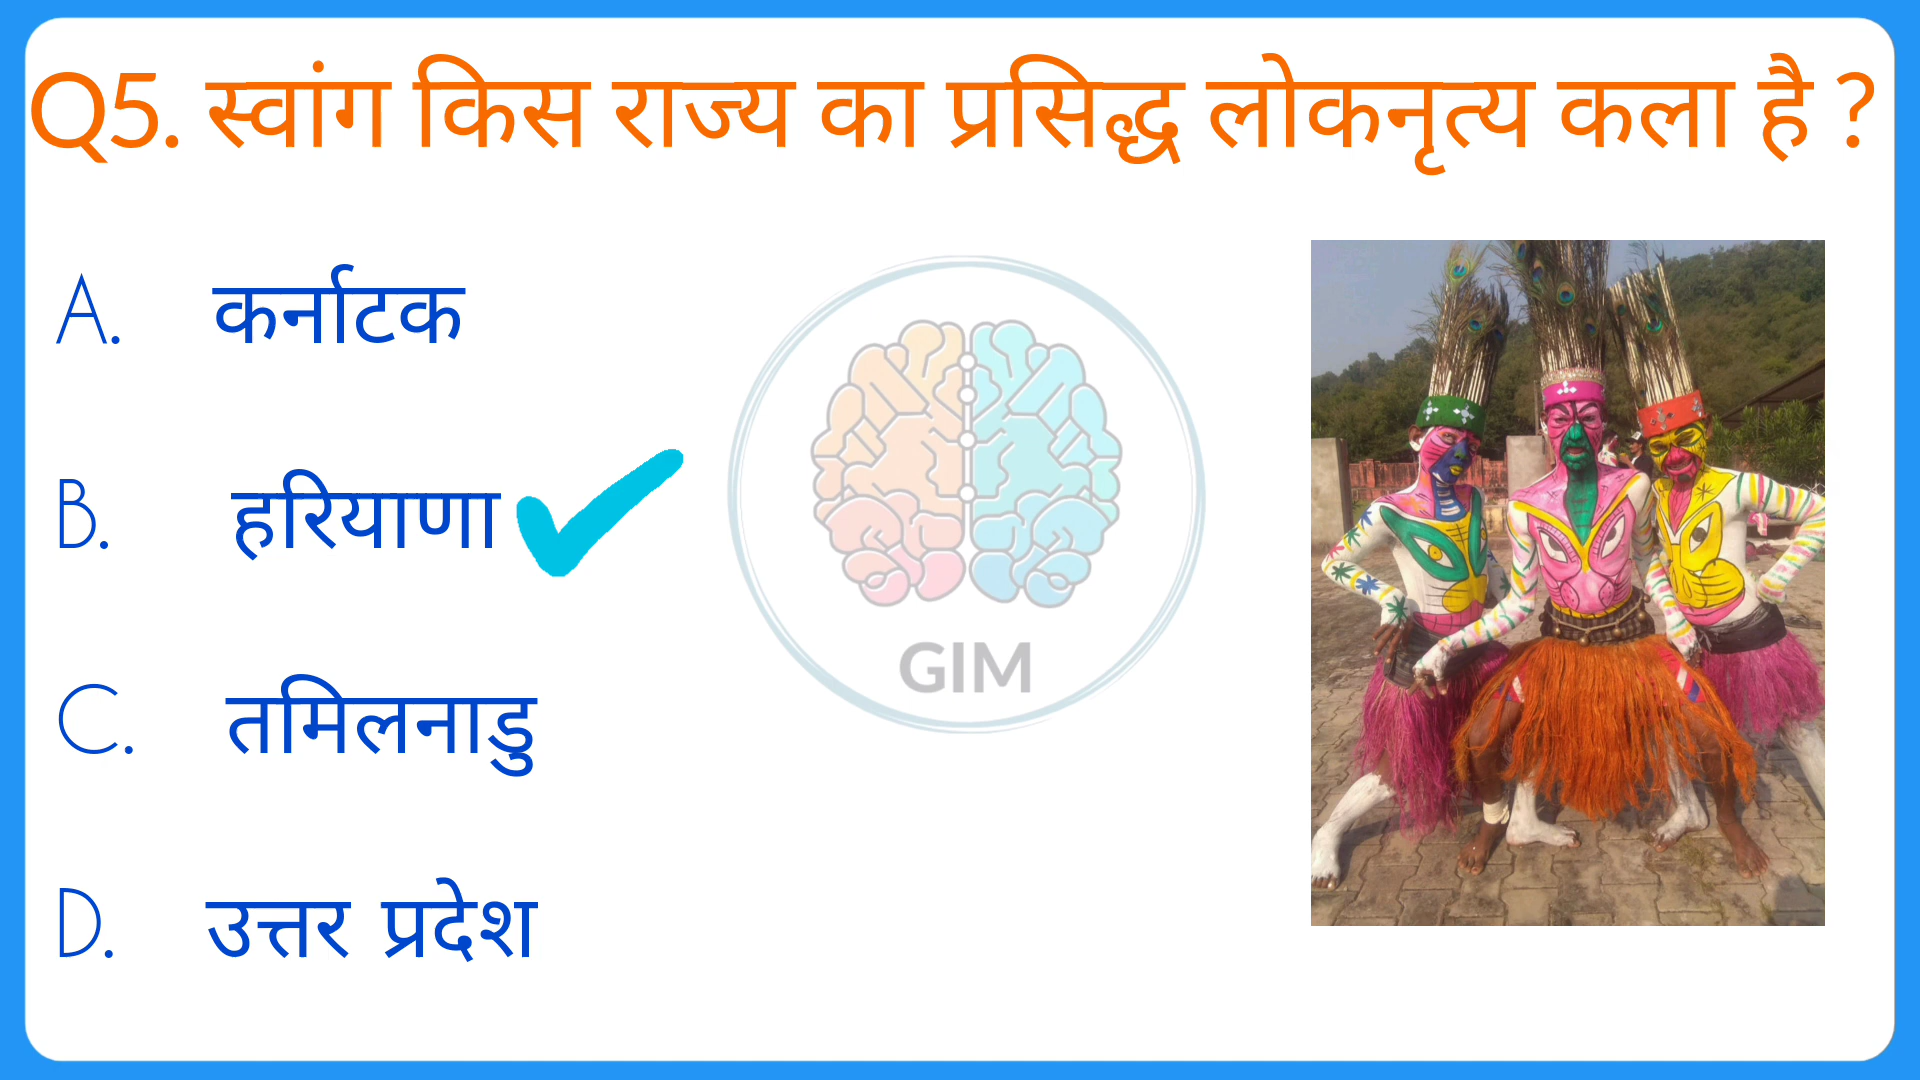 Q5. स्वांग किस राज्य का प्रसिद्ध लोकनृत्य कला है ?
A. कर्नाटक
B. हरियाणा
C. तमिलनाडु
D. उत्तर प्रदेश
GIM